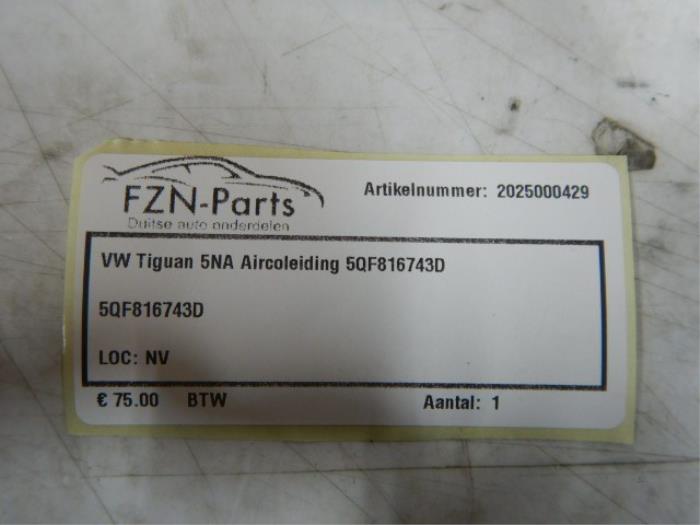 FZN-Parts
Duitse auto onderdelen
Artikelnummer: 2025000429
VW Tiguan 5NA Aircoleiding 5QF816743D
5QF816743D
LOC: NV
€ 75.00 BTW Aantal: 1